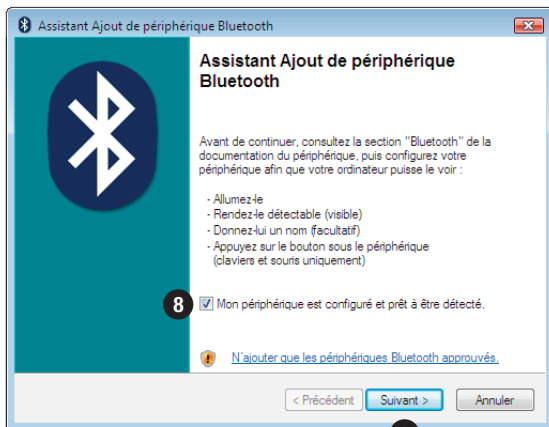 Assistant Ajout de périphérique Bluetooth
Assistant Ajout de périphérique
Bluetooth
Avant de continuer, consultez la section "Bluetooth" de la
documentation du périphérique, puis configurez votre
périphérique afin que votre ordinateur puisse le voir :
- Allumez-le
- Rendez-le détectable (visible)
- Donnez-lui un nom (facultatif)
- Appuyez sur le bouton sous le périphérique
(claviers et souris uniquement)
8 Mon périphérique est configuré et prêt à être détecté.
N'ajouter que les périphériques Bluetooth approuvés.
< Précédent Suivant > Annuler